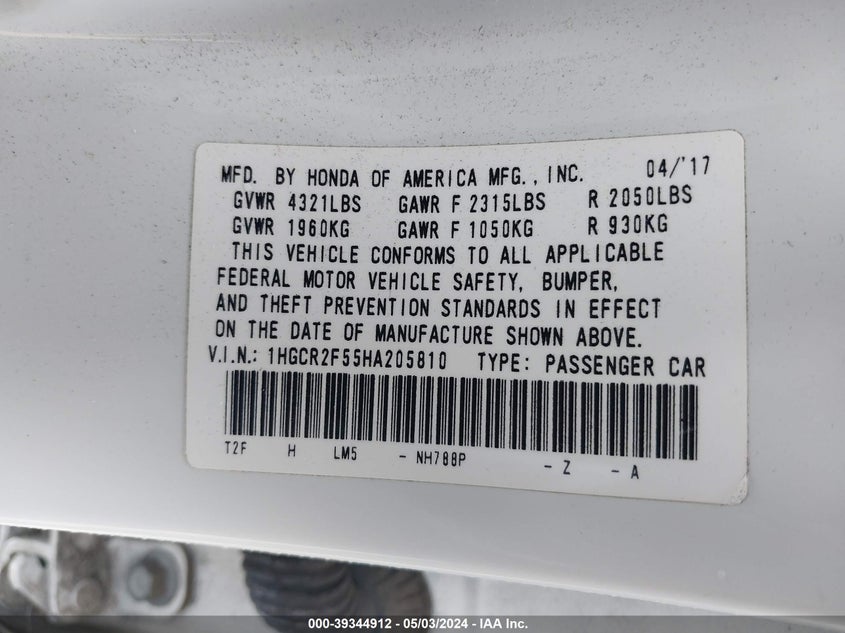 MFD. BY HONDA OF AMERICA MFG., INC. 04/'17
GVWR 4321LBS GAWR F 2315LBS R 2050LBS
GVWR 1960KG GAWR F 1050KG R 930KG
THIS VEHICLE CONFORMS TO ALL APPLICABLE
FEDERAL MOTOR VEHICLE SAFETY, BUMPER,
AND THEFT PREVENTION STANDARDS IN EFFECT
ON THE DATE OF MANUFACTURE SHOWN ABOVE.
V.I.N.: 1HGCR2F55HA205810 TYPE: PASSENGER CAR
T2F H LM5 - NH788P - Z - A
000-39344912 | 05/03/2024 - IAA Inc.